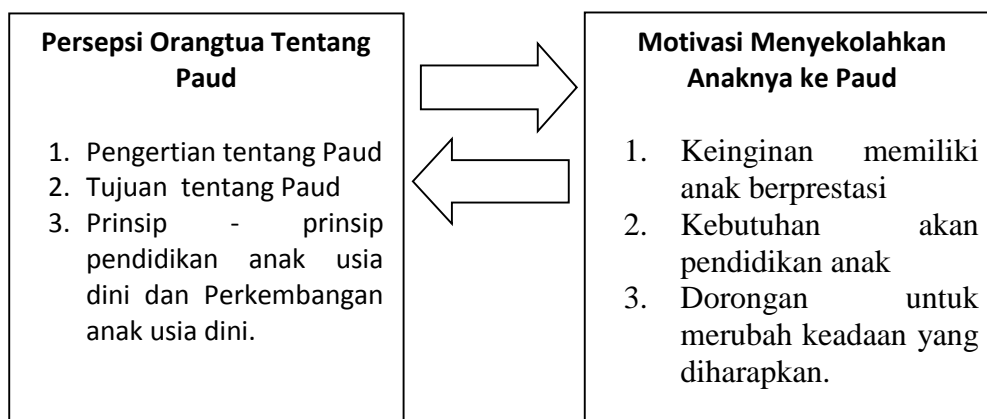 Persepsi Orangtua Tentang
Paud
1. Pengertian tentang Paud
2. Tujuan tentang Paud
3. Prinsip - prinsip
pendidikan anak usia
dini dan Perkembangan
anak usia dini.
Motivasi Menyekolahkan
Anaknya ke Paud
1. Keinginan memiliki
anak berprestasi
2. Kebutuhan akan
pendidikan anak
3. Dorongan untuk
merubah keadaan yang
diharapkan.